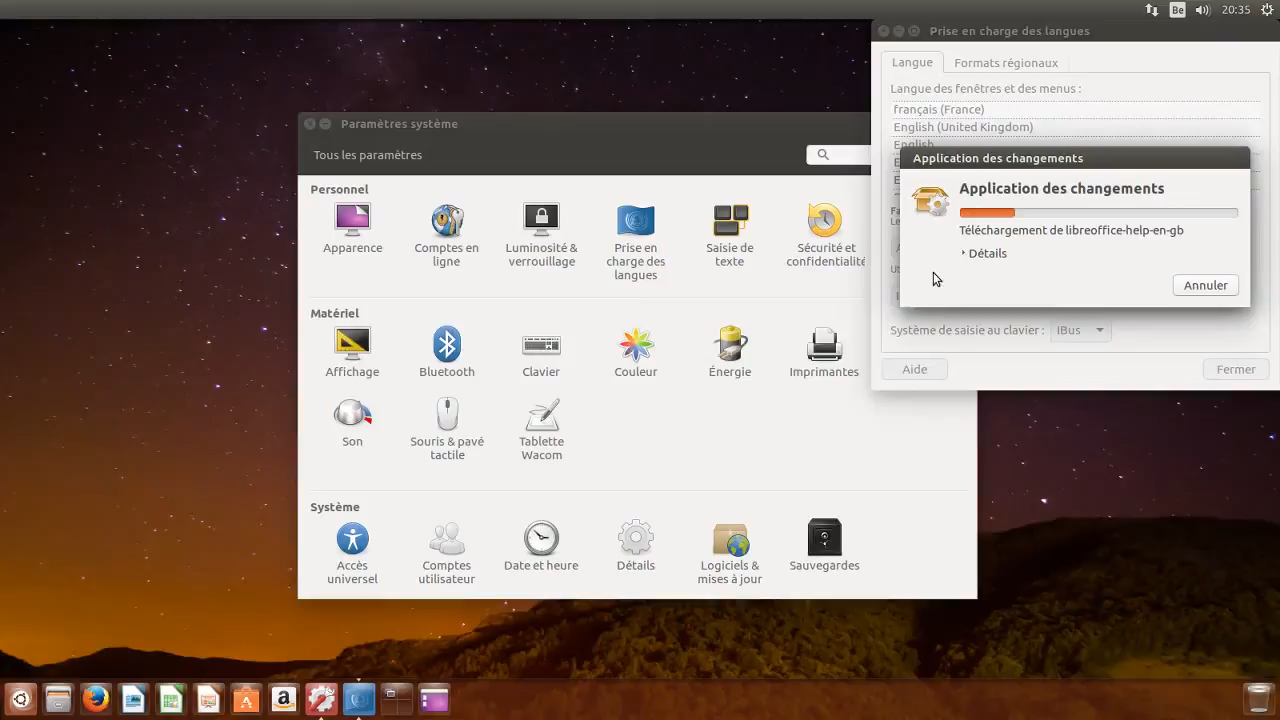 Be
20:35
Prise en charge des langues
Langue
Formats régionaux
Langue des fenêtres et des menus :
français (France)
English (United Kingdom)
English
Application des changements
Application des changements
Téléchargement de libreoffice-help-en-gb
Détails
Annuler
Système de saisie au clavier :
IBus
Aide
Fermer
Paramètres système
Tous les paramètres
Personnel
Apparence
Comptes en
ligne
Luminosité &
verrouillage
Prise en
charge des
langues
Saisie de
texte
Sécurité et
confidentialité
Matériel
Affichage
Bluetooth
Clavier
Couleur
Énergie
Imprimantes
Son
Souris & pavé
tactile
Tablette
Wacom
Système
Accès
universel
Comptes
utilisateur
Date et heure
Détails
Logiciels &
mises à jour
Sauvegardes